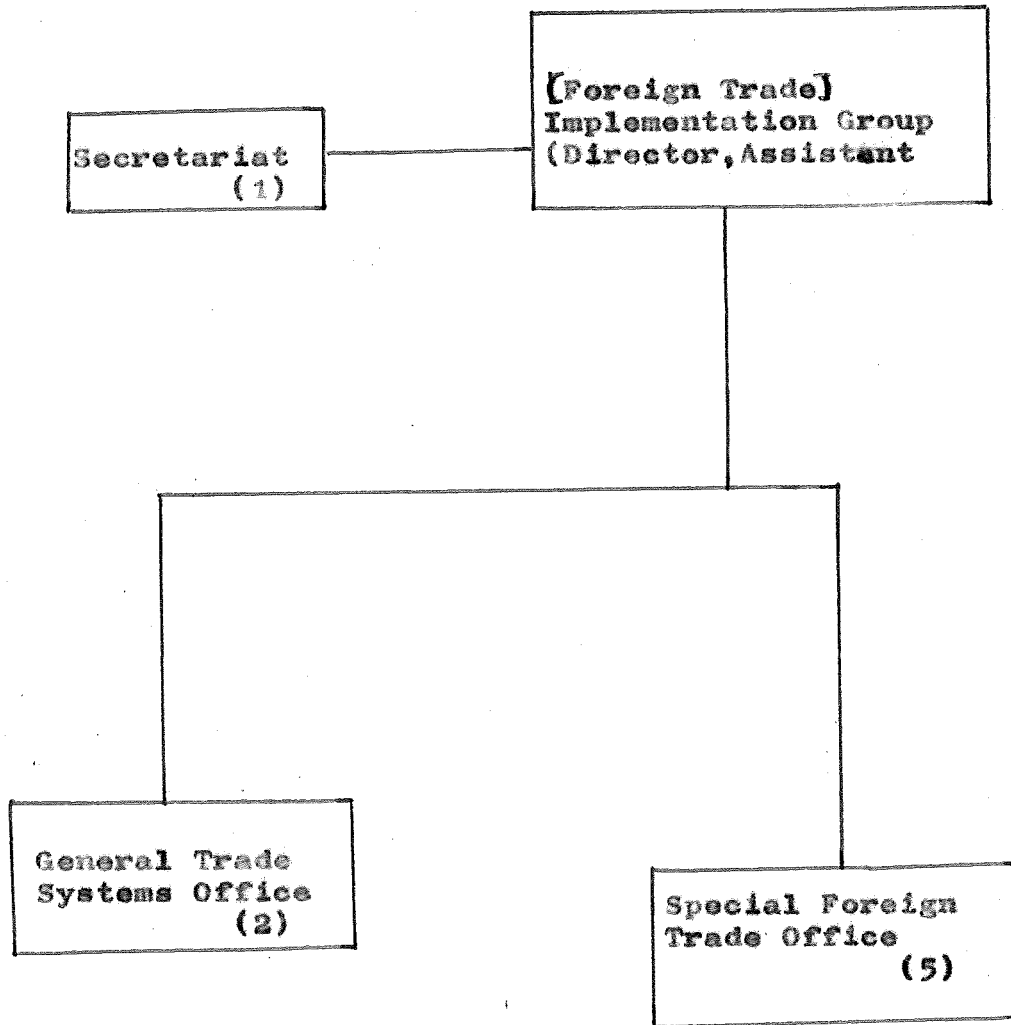 [Foreign Trade]
Implementation Group
(Director,Assistant
Secretariat
(1)
General Trade
Systems Office
(2)
Special Foreign
Trade Office
(5)